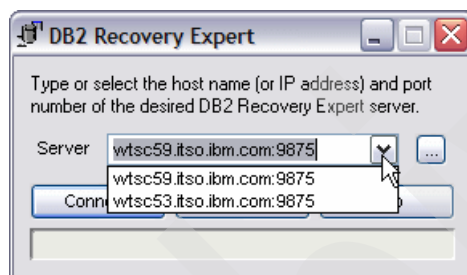 DB2 Recovery Expert
Type or select the host name (or IP address) and port
number of the desired DB2 Recovery Expert server.
Server wtsc59.itso.ibm.com:9875 ...
wtsc59.itso.ibm.com:9875
wtsc53.itso.ibm.com:9875